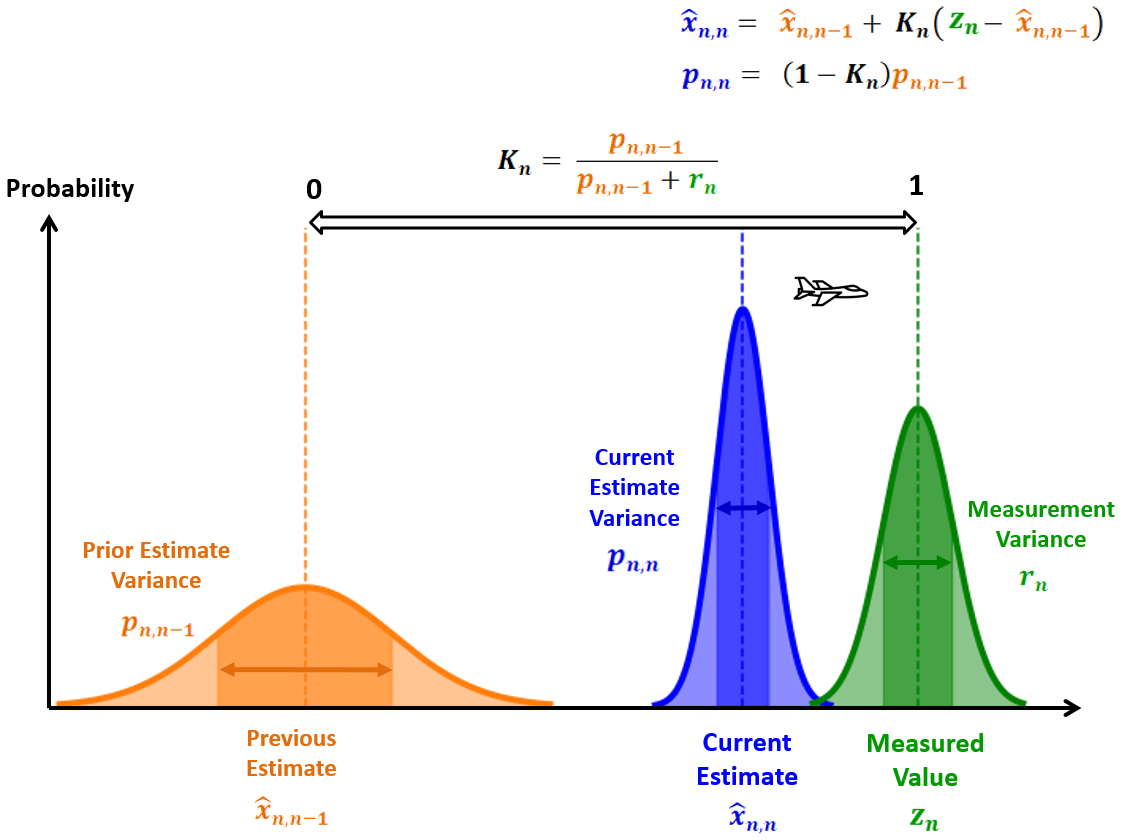 x̂n,n = x̂n,n−1 + Kn(zn − x̂n,n−1)
pn,n = (1 − Kn)pn,n−1
Kn = pn,n−1 / pn,n−1 + rn
Probability
0
1
Current
Estimate
Variance
pn,n
Measurement
Variance
rn
Prior Estimate
Variance
pn,n−1
Previous
Estimate
x̂n,n−1
Current
Estimate
x̂n,n
Measured
Value
zn